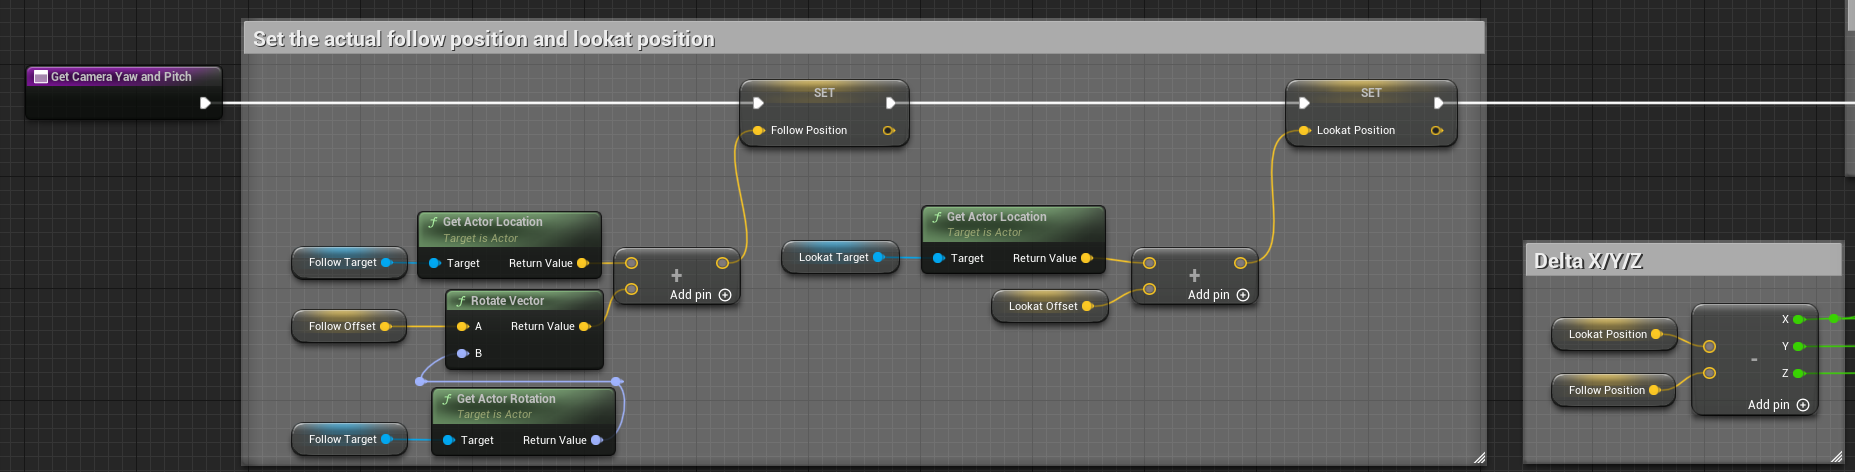 Set the actual follow position and lookat position
Get Camera Yaw and Pitch
SET
Follow Position
SET
Lookat Position
Get Actor Location
Target is Actor
Follow Target
Target
Return Value
+
Add pin
Rotate Vector
Follow Offset
A
Return Value
B
Get Actor Rotation
Target is Actor
Follow Target
Target
Return Value
Get Actor Location
Target is Actor
Lookat Target
Target
Return Value
+
Add pin
Lookat Offset
Delta X/Y/Z
Lookat Position
Follow Position
X
Y
Z
-
Add pin